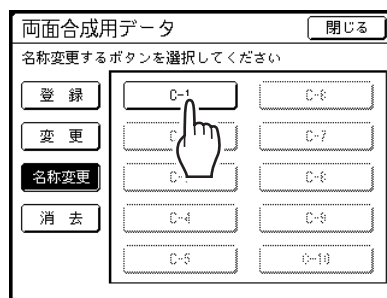 両面合成用データ
閉じる
名称変更するボタンを選択してください
登 録
C-1
C-6
変 更
C-7
名称変更
C-8
消 去
C-4
C-9
C-5
C-10